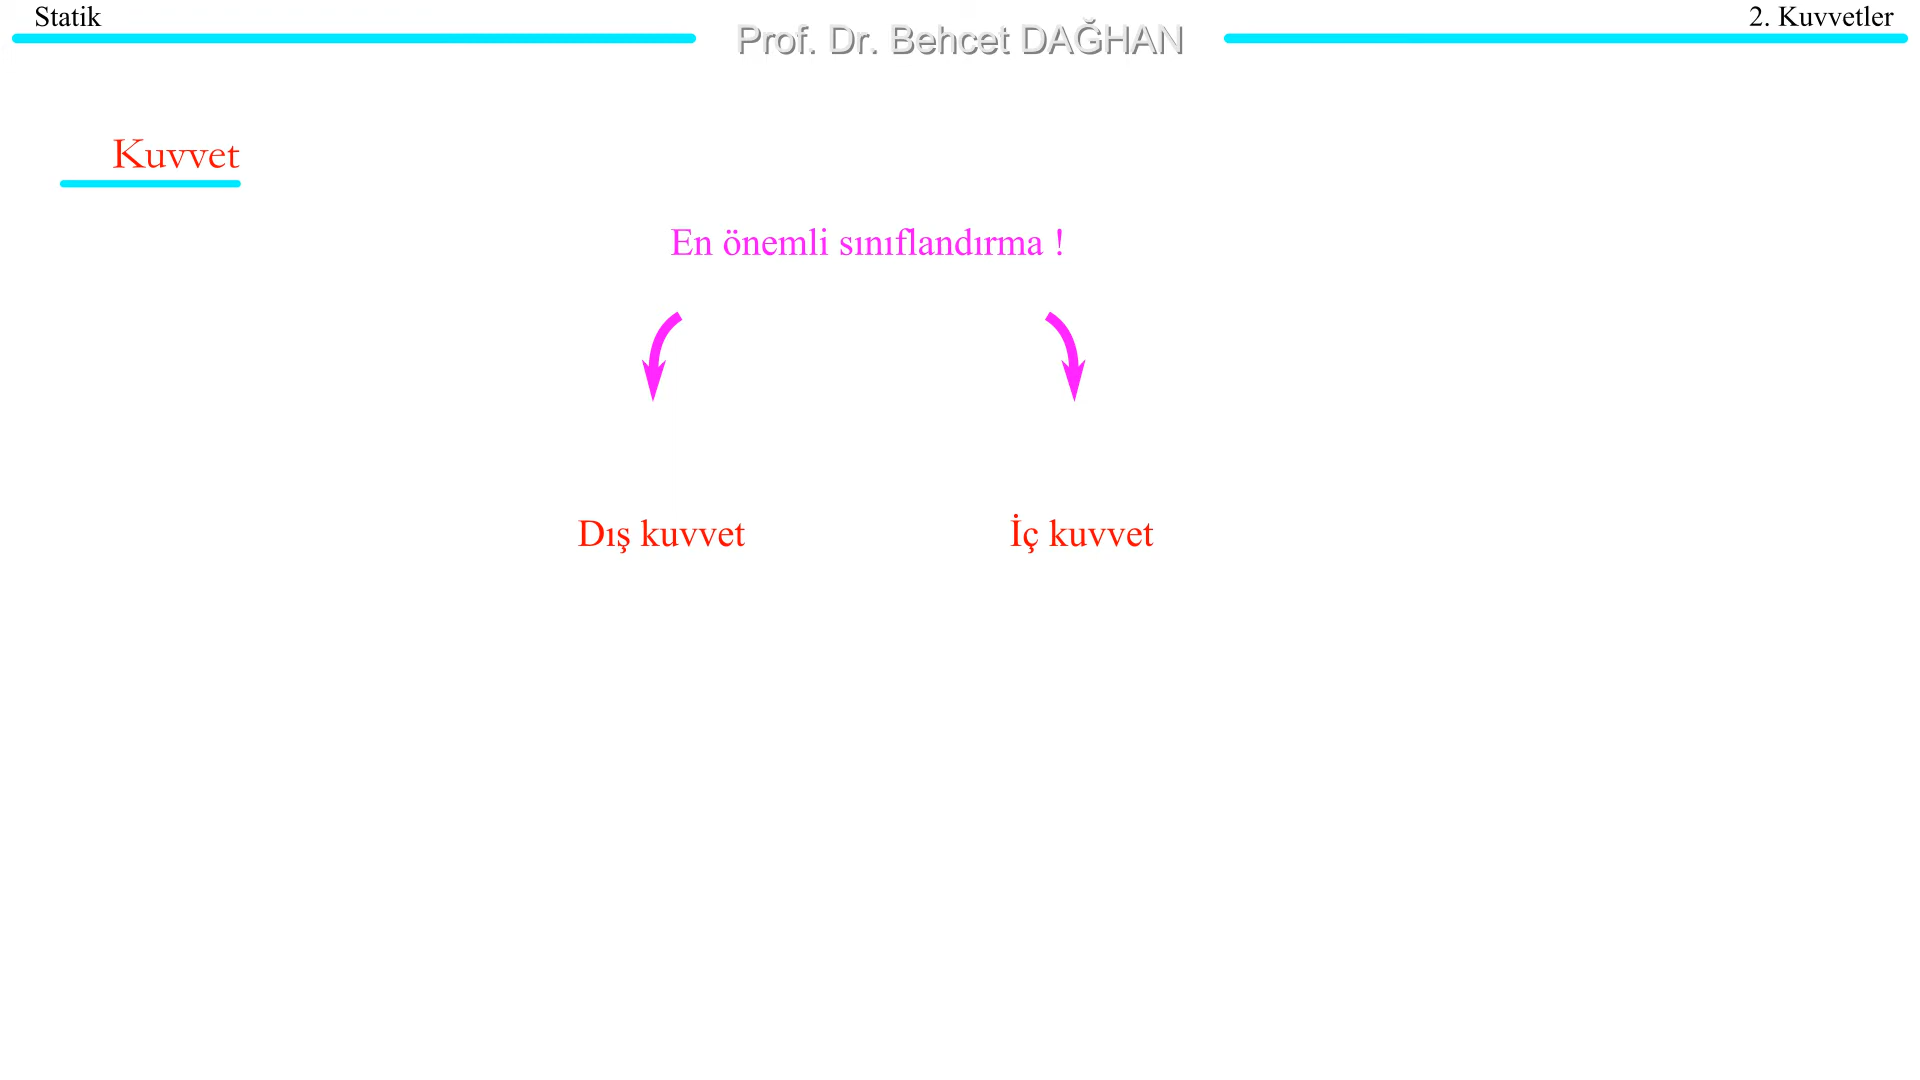 Statik
2. Kuvvetler
Prof. Dr. Behcet DAĞHAN
Kuvvet
En önemli sınıflandırma !
Dış kuvvet
İç kuvvet